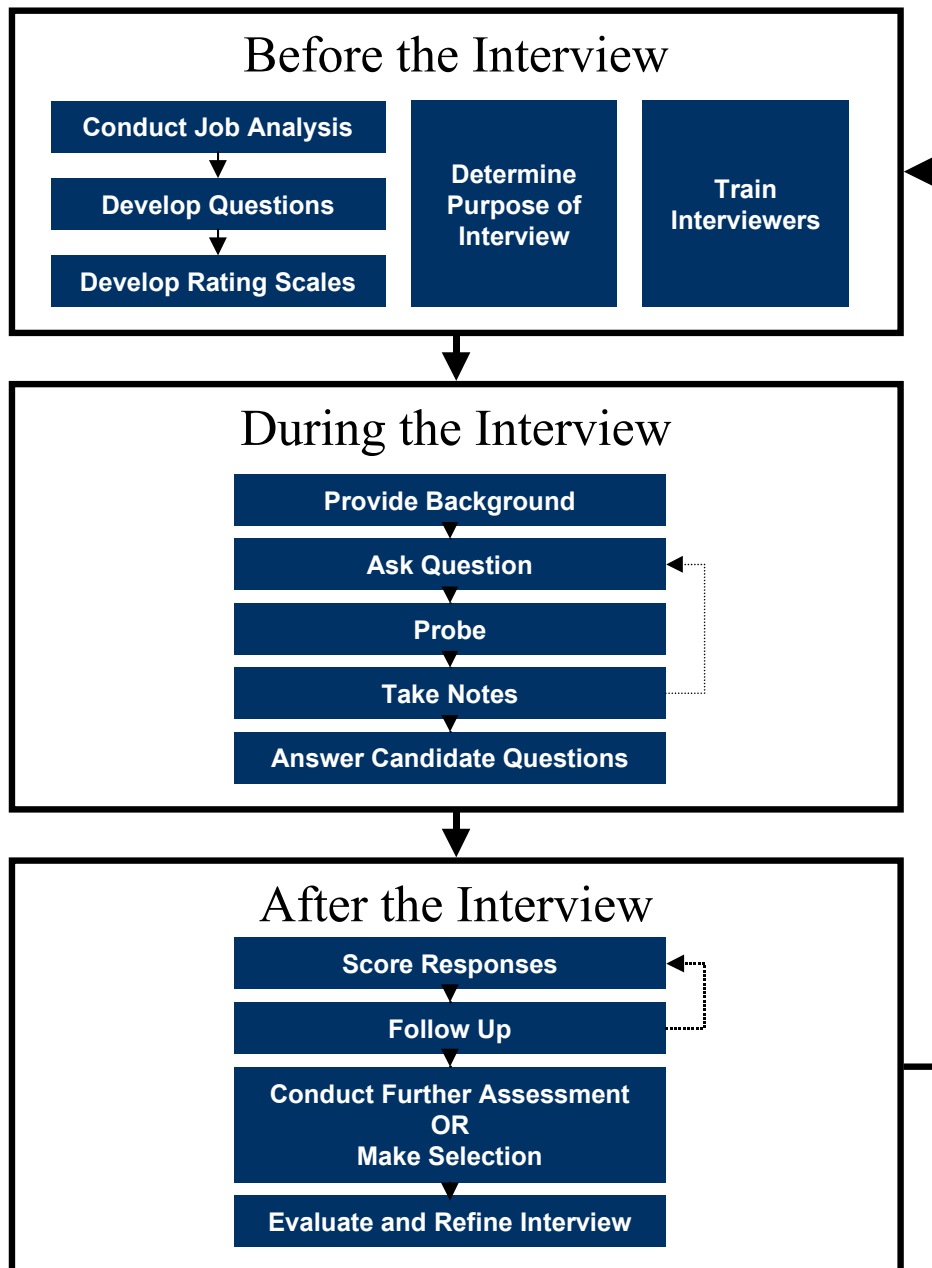 Before the Interview
Conduct Job Analysis
Develop Questions
Develop Rating Scales
Determine
Purpose of
Interview
Train
Interviewers
During the Interview
Provide Background
Ask Question
Probe
Take Notes
Answer Candidate Questions
After the Interview
Score Responses
Follow Up
Conduct Further Assessment
OR
Make Selection
Evaluate and Refine Interview